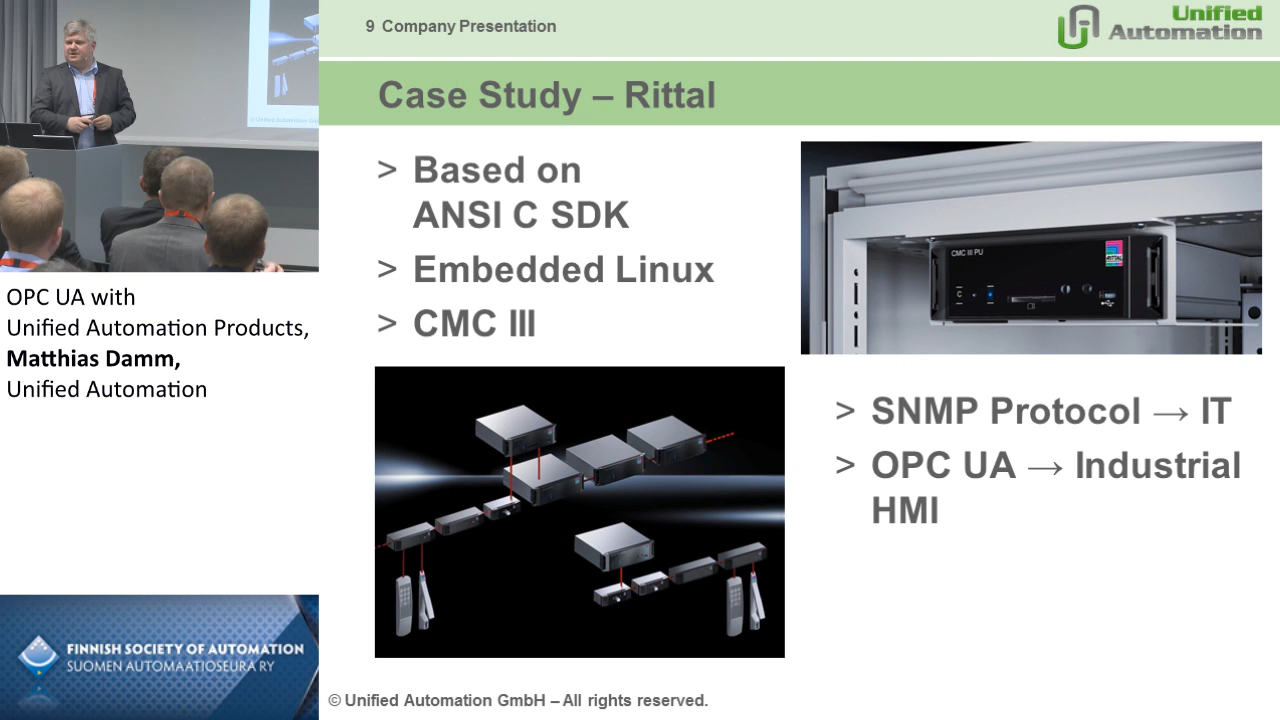 9 Company Presentation
Unified
Automation
Case Study – Rittal
> Based on
ANSI C SDK
> Embedded Linux
> CMC III
CMC III PU
> SNMP Protocol → IT
> OPC UA → Industrial
HMI
© Unified Automation GmbH – All rights reserved.
OPC UA with
Unified Automation Products,
Matthias Damm,
Unified Automation
FINNISH SOCIETY OF AUTOMATION
SUOMEN AUTOMAATIOSEURA RY